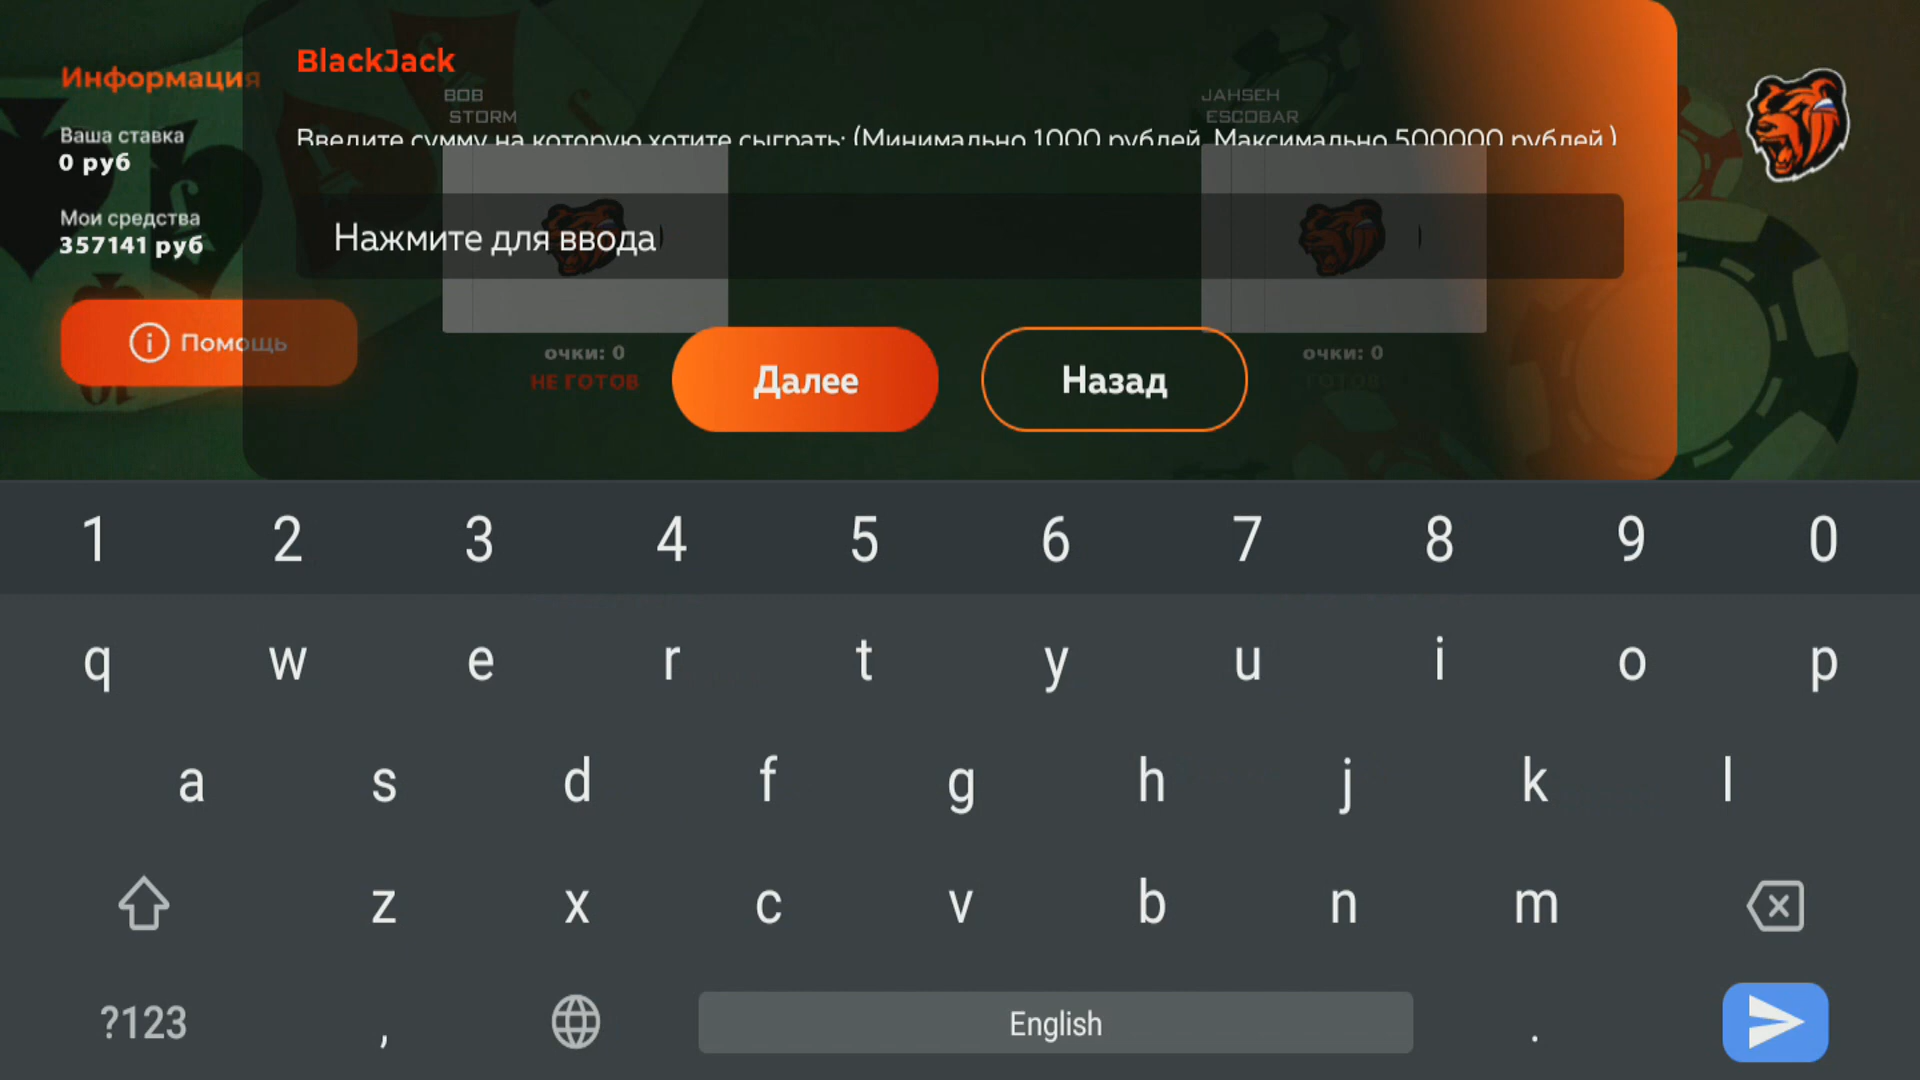 BlackJack
Информация
BOB
STORM
JAHSEH
ESCOBAR
Ваша ставка
0 руб
Введите сумму на которую хотите сыграть: (Минимально 1000 рублей, Максимально 500000 рублей.)
Мои средства
357141 руб
Нажмите для ввода
Помощь
очки: 0
НЕ ГОТОВ
очки: 0
ГОТОВ
Далее
Назад
1 2 3 4 5 6 7 8 9 0
q w e r t y u i o p
a s d f g h j k l
z x c v b n m
?123 , English .